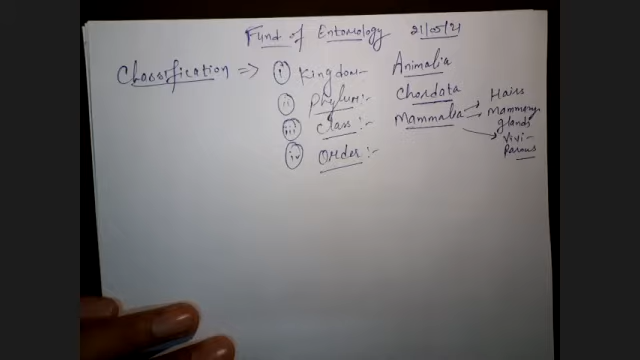 Fund of Entomology 21/05/21
Classification => (i) Kingdom- Animalia
(ii) Phylum:- Chordata
(iii) Class:- Mammalia → Hairs
→ Mammary glands
→ Vivi-
Parous
(iv) Order:-